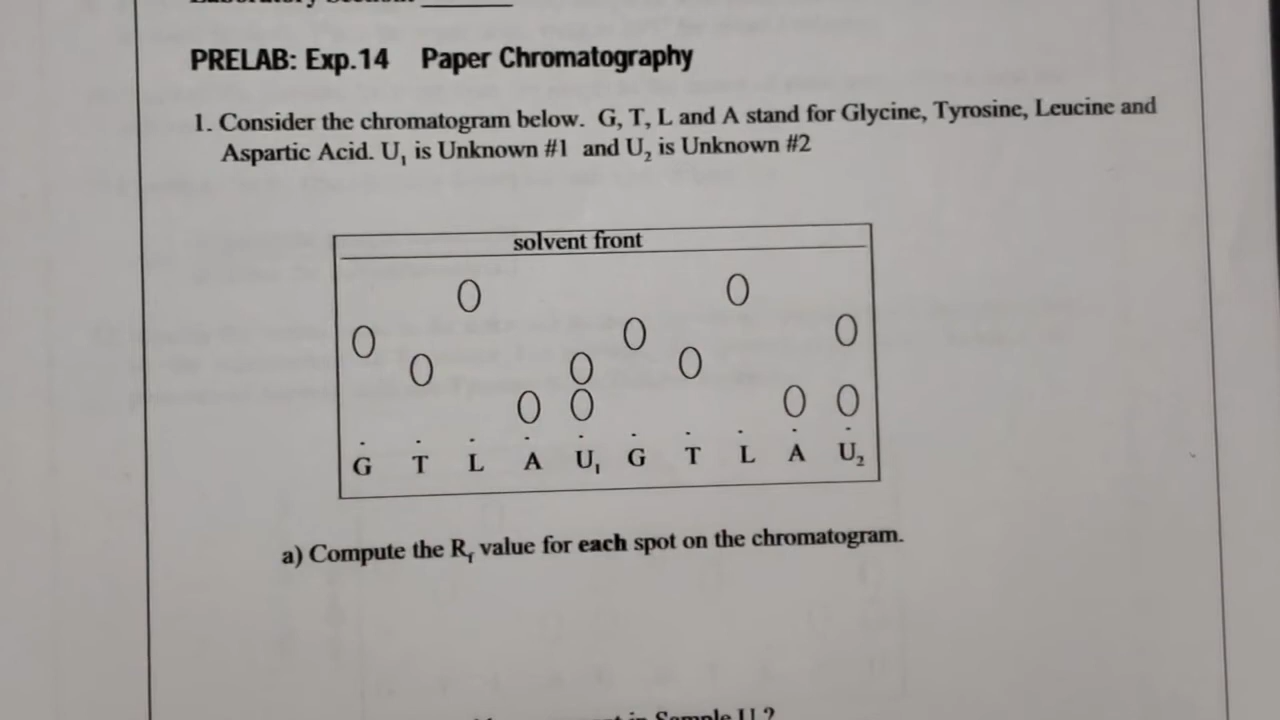 PRELAB: Exp.14 Paper Chromatography
1. Consider the chromatogram below. G, T, L and A stand for Glycine, Tyrosine, Leucine and
Aspartic Acid. U₁ is Unknown #1 and U₂ is Unknown #2
solvent front
G T L A U₁ G T L A U₂
a) Compute the Rf value for each spot on the chromatogram.
in Sample U ?